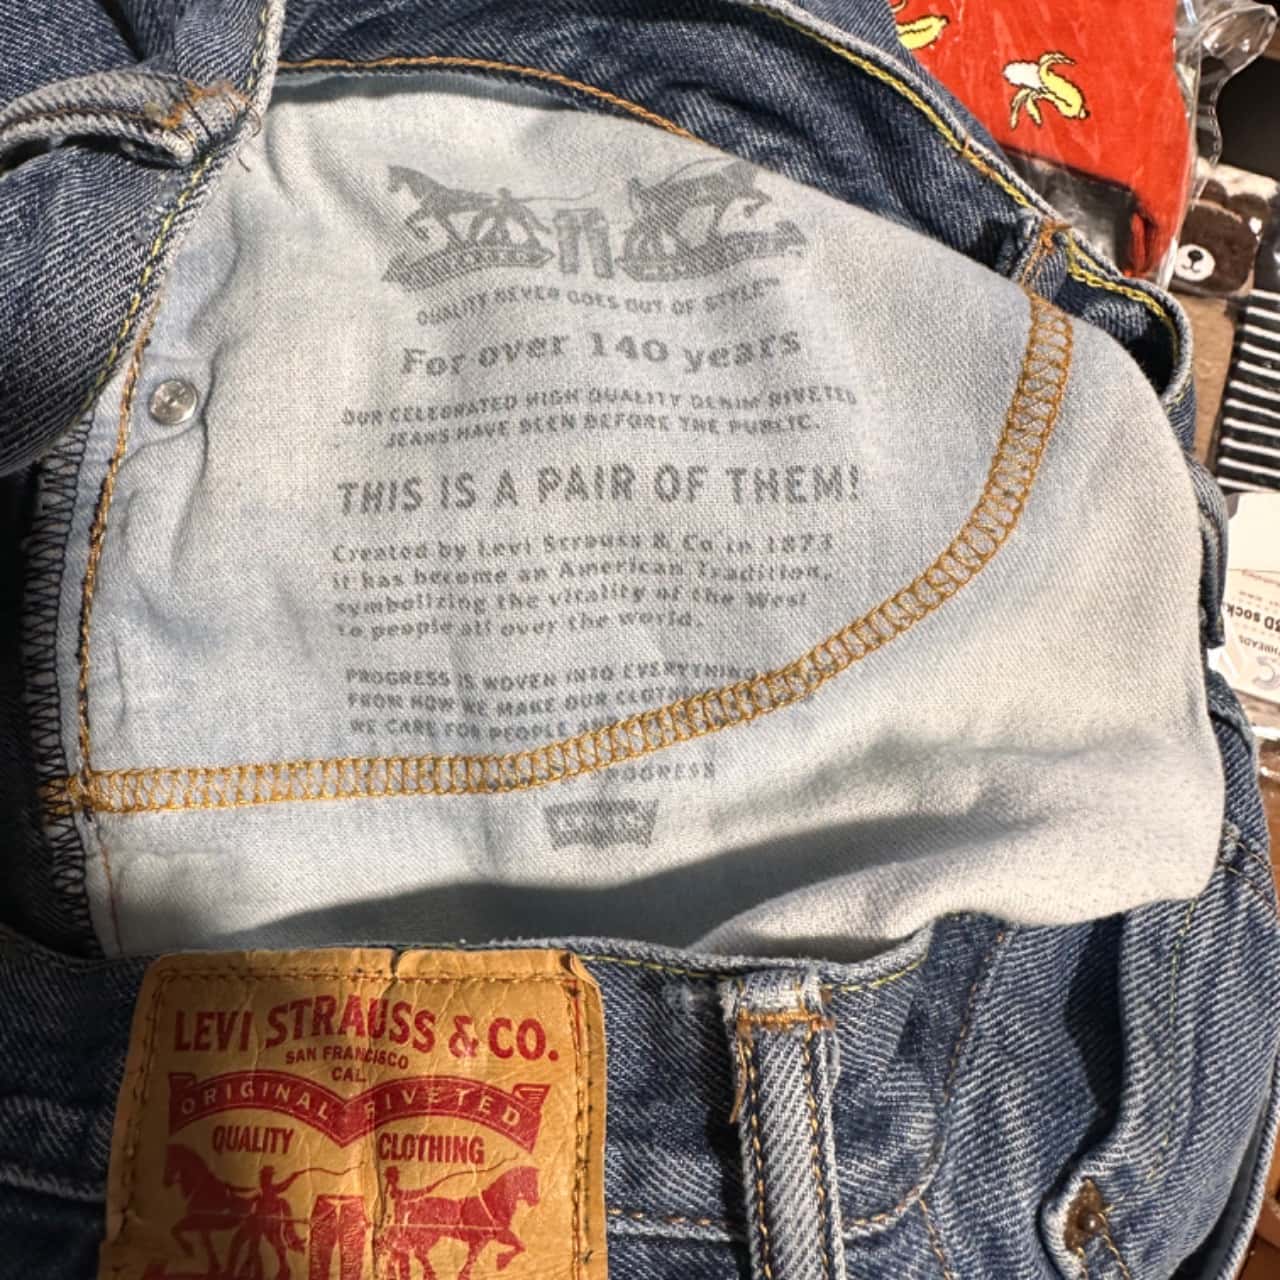 QUALITY NEVER GOES OUT OF STYLE™
For over 140 years
OUR CELEBRATED HIGH QUALITY DENIM RIVETED
JEANS HAVE BEEN BEFORE THE PUBLIC.
THIS IS A PAIR OF THEM!
Created by Levi Strauss & Co in 1873
it has become an American Tradition,
symbolizing the vitality of the West
to people all over the world.
PROGRESS IS WOVEN INTO EVERYTHING
FROM HOW WE MAKE OUR CLOTHES
WE CARE FOR PEOPLE AND
PROGRESS
LEVI STRAUSS & CO.
SAN FRANCISCO
CAL.
ORIGINAL RIVETED
QUALITY CLOTHING